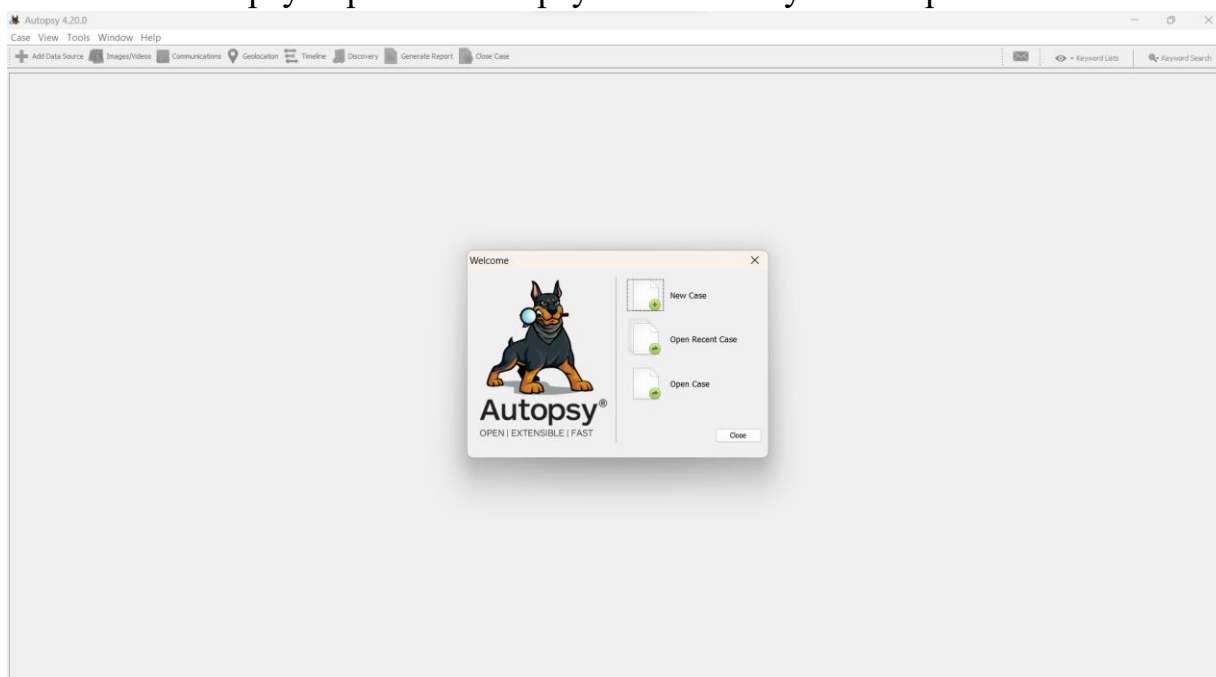 Autopsy 4.20.0
Case View Tools Window Help
Add Data Source Images/Videos Communications Geolocation Timeline Discovery Generate Report Close Case Keyword Lists Keyword Search
Welcome
New Case
Open Recent Case
Open Case
Autopsy®
OPEN | EXTENSIBLE | FAST
Close